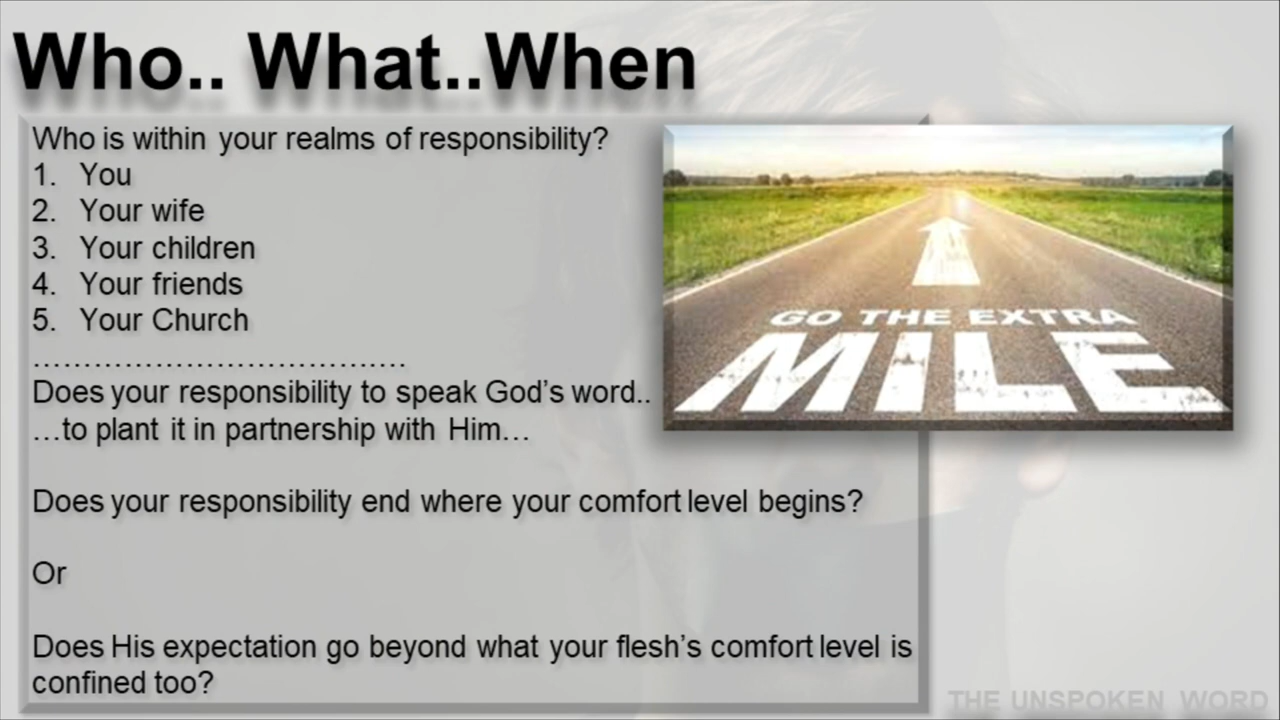 Who.. What..When
Who is within your realms of responsibility?
1. You
2. Your wife
3. Your children
4. Your friends
5. Your Church
……………………………….
Does your responsibility to speak God’s word..
…to plant it in partnership with Him…
Does your responsibility end where your comfort level begins?
Or
Does His expectation go beyond what your flesh’s comfort level is
confined too?
GO THE EXTRA
MILE
THE UNSPOKEN WORD